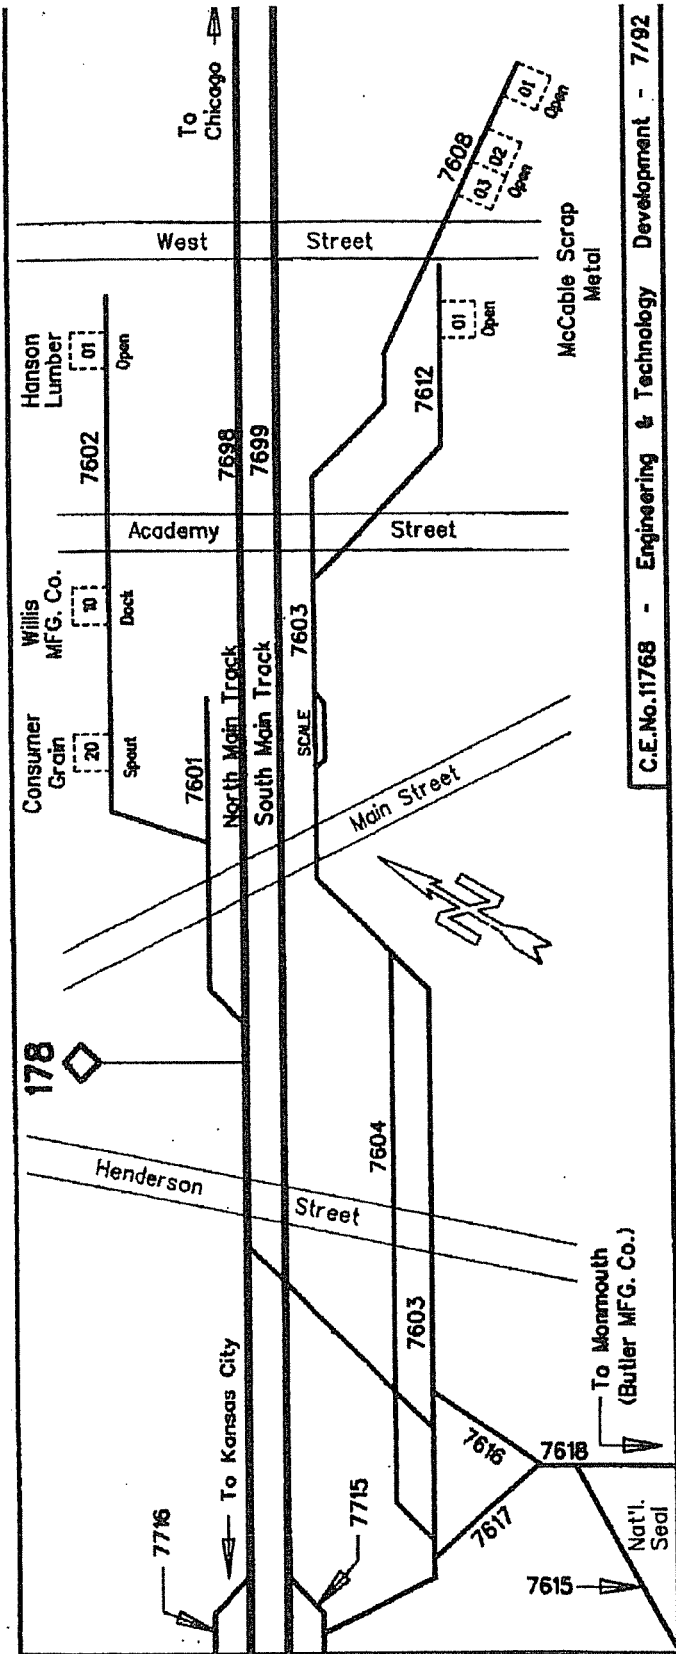 To
Chicago
01
Open
7608
03
02
Open
West Street
McCable Scrap
Metal
Hanson
Lumber
01
Open
7602
7698
7699
01
Open
7612
Academy Street
Willis
MFG. Co.
10
Dock
Consumer
Grain
20
Spout
7601
North Main Track
South Main Track
7603
SCALE
Main Street
N
178
Henderson Street
7604
7603
To Monmouth
(Butler MFG. Co.)
To Kansas City
7716
7715
7616
7617
7618
7615
Nat'l.
Seal
C.E.No.11768 - Engineering & Technology Development - 7/92